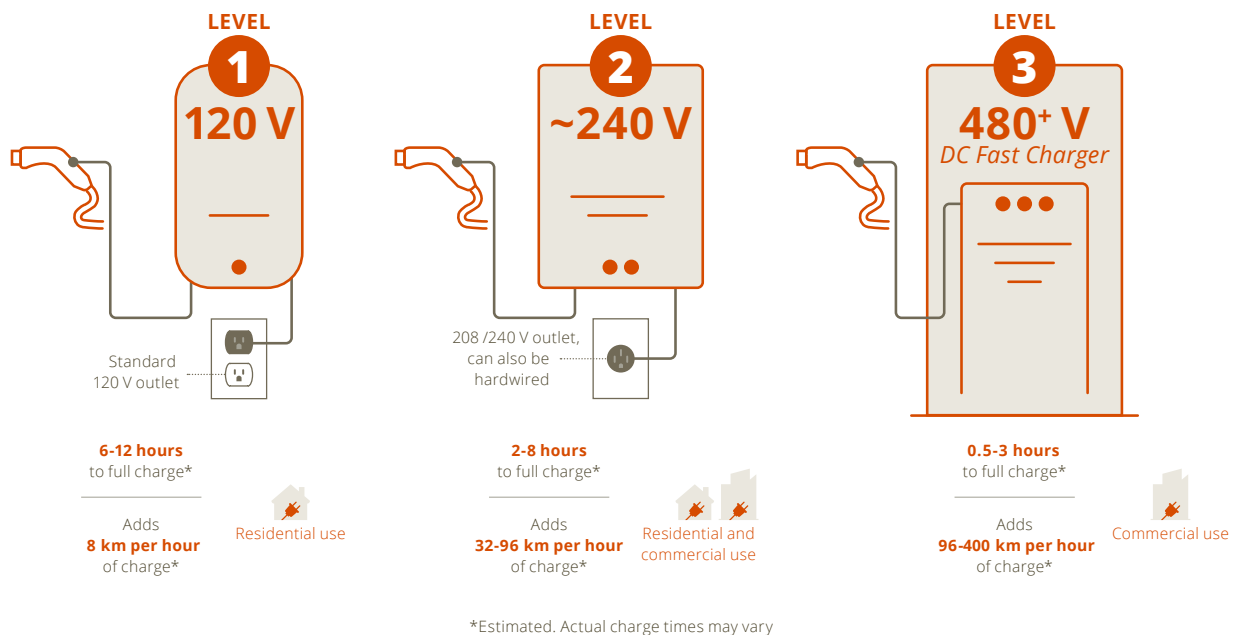 LEVEL
1
120 V
Standard
120 V outlet
6-12 hours
to full charge*
Adds
8 km per hour
of charge*
Residential use
LEVEL
2
~240 V
208 /240 V outlet,
can also be
hardwired
2-8 hours
to full charge*
Adds
32-96 km per hour
of charge*
Residential and
commercial use
LEVEL
3
480⁺ V
DC Fast Charger
0.5-3 hours
to full charge*
Adds
96-400 km per hour
of charge*
Commercial use
*Estimated. Actual charge times may vary